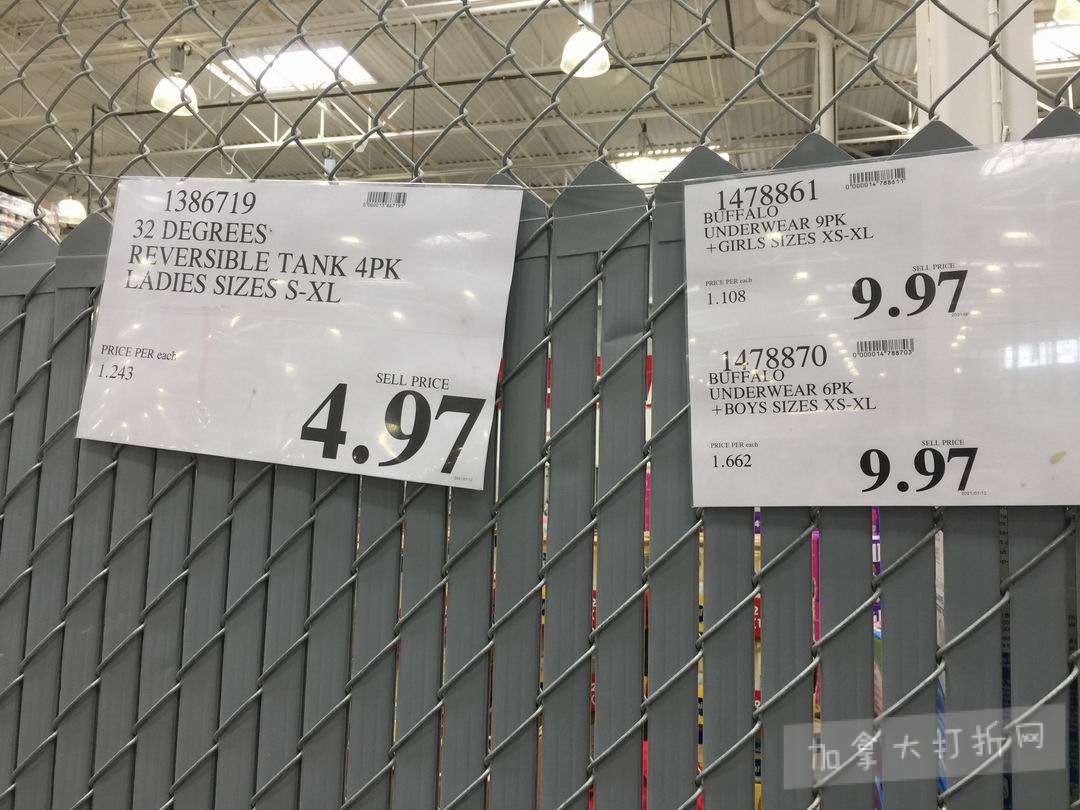 1386719
32 DEGREES
REVERSIBLE TANK 4PK
LADIES SIZES S-XL
PRICE PER each
1.243
SELL PRICE
4.97
1478861
BUFFALO
UNDERWEAR 9PK
+GIRLS SIZES XS-XL
PRICE PER each
1.108
SELL PRICE
9.97
1478870
BUFFALO
UNDERWEAR 6PK
+BOYS SIZES XS-XL
PRICE PER each
1.662
SELL PRICE
9.97
加拿大打折网